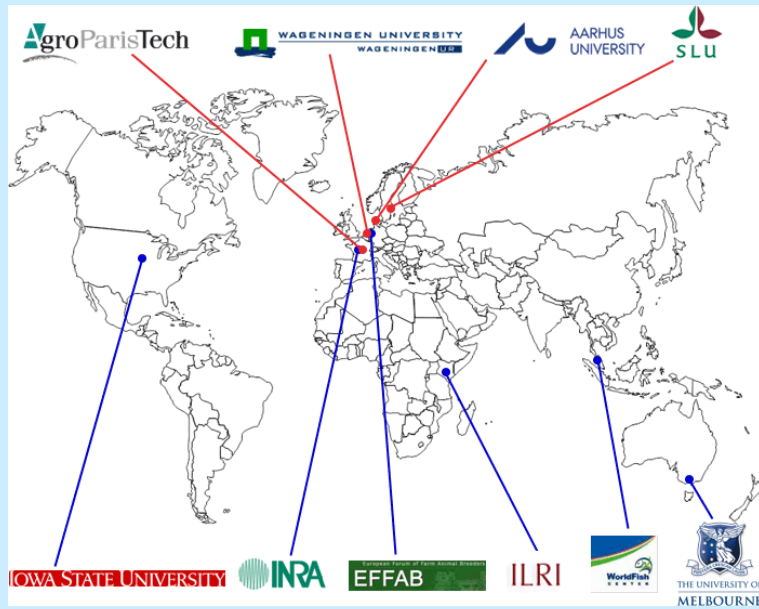 AgroParisTech
WAGENINGEN UNIVERSITY
WAGENINGEN UR
AARHUS
UNIVERSITY
SLU
IOWA STATE UNIVERSITY
INRA
European Forum of Farm Animal Breeders
EFFAB
ILRI
WorldFish
CENTER
THE UNIVERSITY OF
MELBOURNE